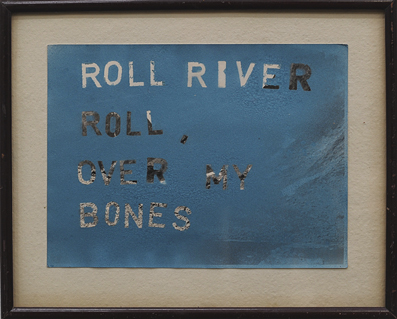 ROLL RIVER
ROLL,
OVER MY
BONES